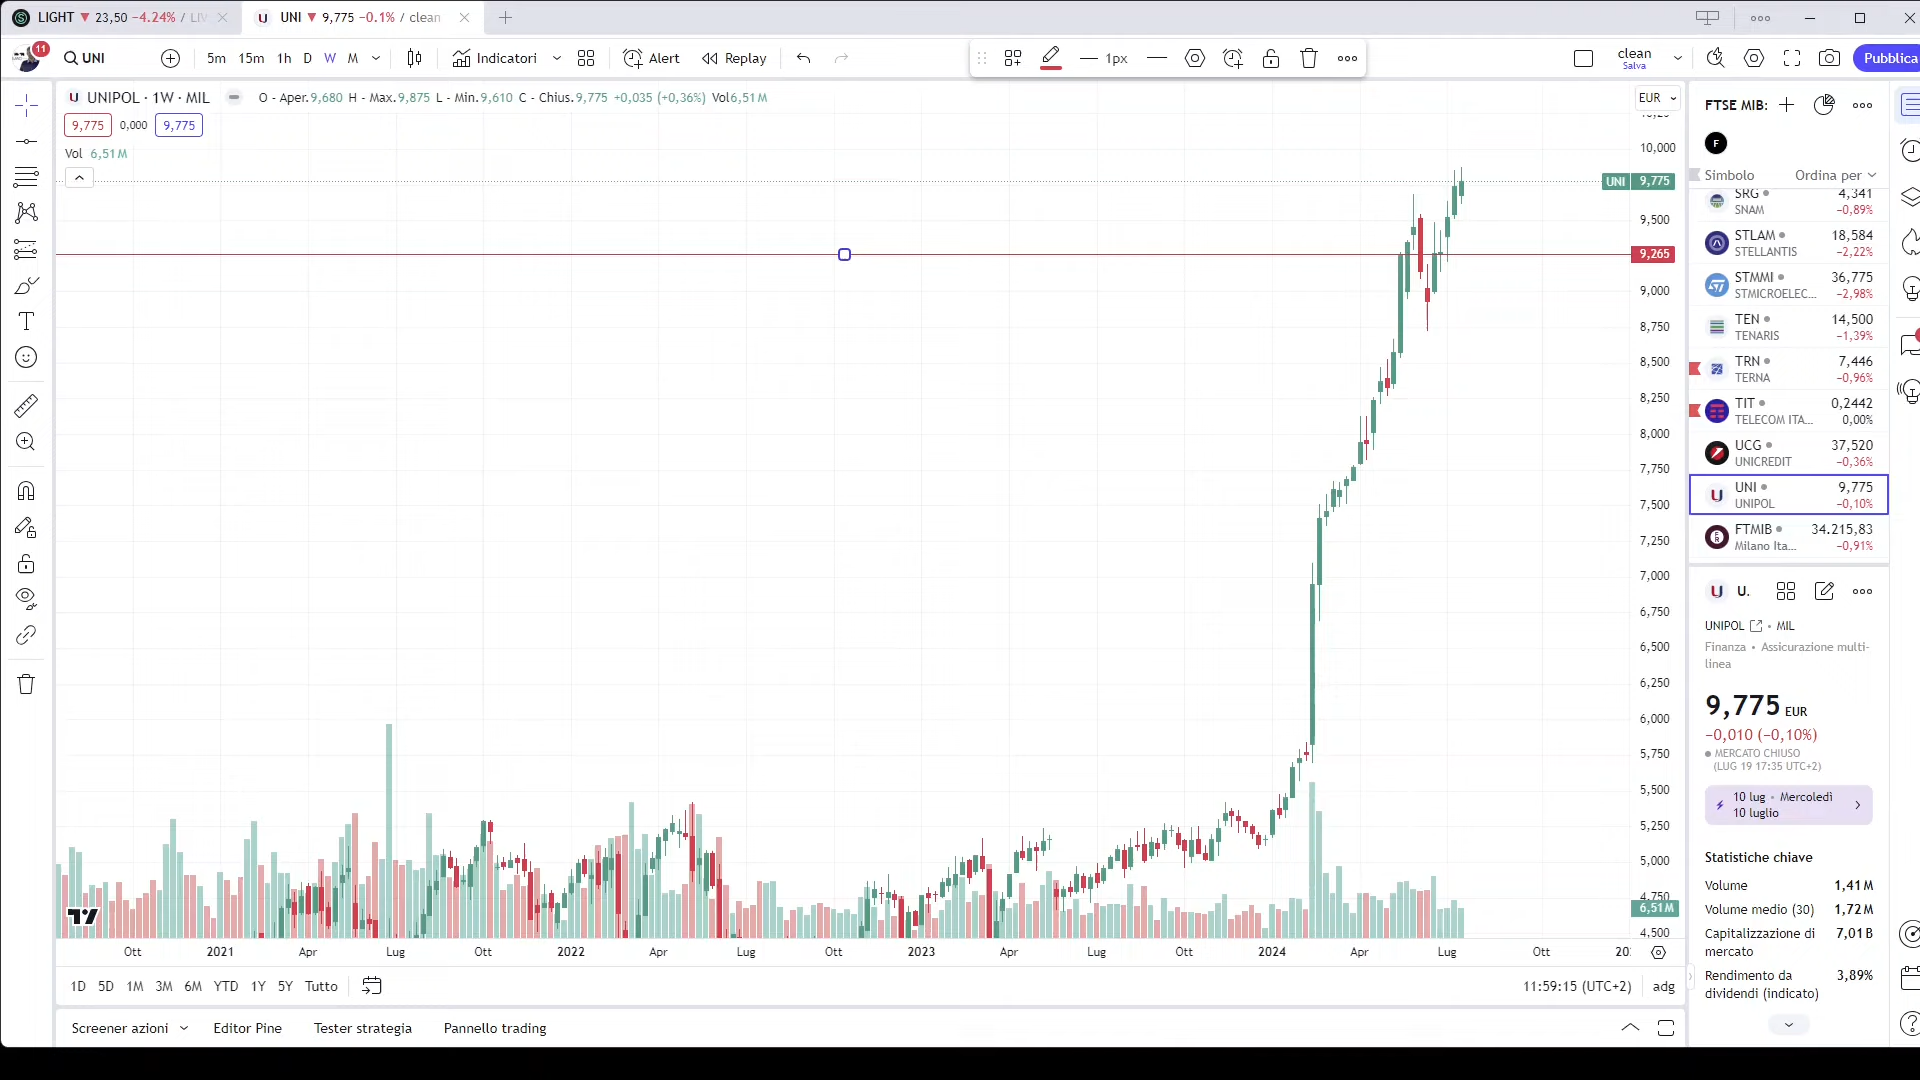 LIGHT ▼ 23,50 −4.24% / LIV
UNI ▼ 9,775 −0.1% / clean
11
UNI
5m 15m 1h D W M
Indicatori
Alert
Replay
1px
clean
Salva
Pubblica
UNIPOL · 1W · MIL
O - Aper.9,680 H - Max.9,875 L - Min.9,610 C - Chius.9,775 +0,035 (+0,36%) Vol6,51M
9,775 0,000 9,775
Vol 6,51M
EUR
10,000
UNI 9,775
9,500
9,265
9,000
8,750
8,500
8,250
8,000
7,750
7,500
7,250
7,000
6,750
6,500
6,250
6,000
5,750
5,500
5,250
5,000
4,750
6,51M
4,500
Ott 2021 Apr Lug Ott 2022 Apr Lug Ott 2023 Apr Lug Ott 2024 Apr Lug Ott
1D 5D 1M 3M 6M YTD 1Y 5Y Tutto
11:59:15 (UTC+2) adg
Screener azioni Editor Pine Tester strategia Pannello trading
FTSE MIB:
F
Simbolo Ordina per
SRG 4,341
SNAM −0,89%
STLAM 18,584
STELLANTIS −2,22%
STMMI 36,775
STMICROELEC... −2,98%
TEN 14,500
TENARIS −1,39%
TRN 7,446
TERNA −0,96%
TIT 0,2442
TELECOM ITA... 0,00%
UCG 37,520
UNICREDIT −0,36%
UNI 9,775
UNIPOL −0,10%
FTMIB 34.215,83
Milano Ita... −0,91%
U.
UNIPOL • MIL
Finanza • Assicurazione multi-
linea
9,775 EUR
−0,010 (−0,10%)
MERCATO CHIUSO
(LUG 19 17:35 UTC+2)
10 lug • Mercoledì
10 luglio
Statistiche chiave
Volume 1,41M
Volume medio (30) 1,72M
Capitalizzazione di 7,01B
mercato
Rendimento da 3,89%
dividendi (indicato)